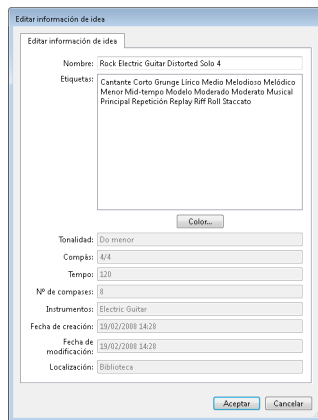 Editar información de idea
Editar información de idea
Nombre: Rock Electric Guitar Distorted Solo 4
Etiquetas: Cantante Corto Grunge Lírico Medio Melodioso Melódico
Menor Mid-tempo Modelo Moderado Moderato Musical
Principal Repetición Replay Riff Roll Staccato
Color...
Tonalidad: Do menor
Compás: 4/4
Tempo: 120
Nº de compases: 8
Instrumentos: Electric Guitar
Fecha de creación: 19/02/2008 14:28
Fecha de
modificación: 19/02/2008 14:28
Localización: Biblioteca
Aceptar Cancelar